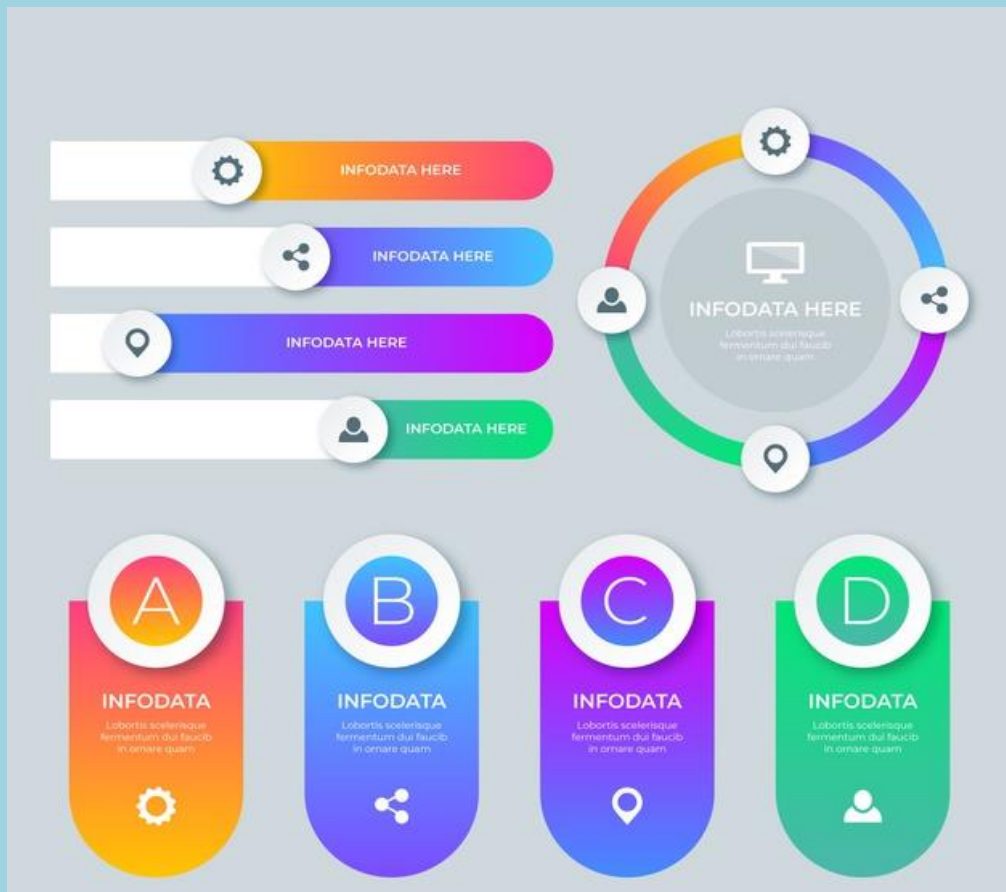 INFODATA HERE
INFODATA HERE
INFODATA HERE
INFODATA HERE
INFODATA HERE
Lobortis scelerisque
fermentum dui faucib
in ornare quam
A
INFODATA
Lobortis scelerisque
fermentum dui faucib
in ornare quam
B
INFODATA
Lobortis scelerisque
fermentum dui faucib
in ornare quam
C
INFODATA
Lobortis scelerisque
fermentum dui faucib
in ornare quam
D
INFODATA
Lobortis scelerisque
fermentum dui faucib
in ornare quam